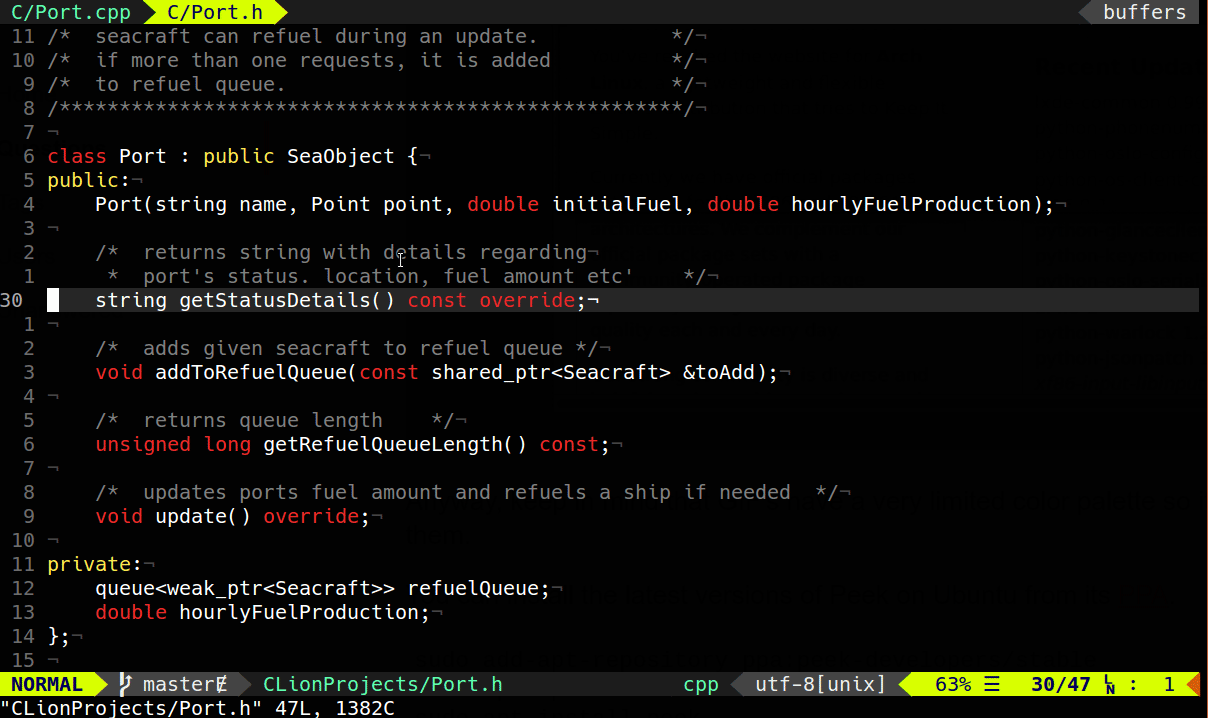 C/Port.cpp C/Port.h buffers
11 /*  seacraft can refuel during an update.           */¬
10 /*  if more than one requests, it is added          */¬
9 /*  to refuel queue.                                */¬
8 /****************************************************/¬
7 ¬
6 class Port : public SeaObject {¬
5 public:¬
4     Port(string name, Point point, double initialFuel, double hourlyFuelProduction);¬
3 ¬
2     /*  returns string with details regarding¬
1      *  port's status. location, fuel amount etc'    */¬
30     string getStatusDetails() const override;¬
1 ¬
2     /*  adds given seacraft to refuel queue */¬
3     void addToRefuelQueue(const shared_ptr<Seacraft> &toAdd);¬
4 ¬
5     /*  returns queue length    */¬
6     unsigned long getRefuelQueueLength() const;¬
7 ¬
8     /*  updates ports fuel amount and refuels a ship if needed  */¬
9     void update() override;¬
10 ¬
11 private:¬
12     queue<weak_ptr<Seacraft>> refuelQueue;¬
13     double hourlyFuelProduction;¬
14 };¬
15 ¬
NORMAL masterɆ CLionProjects/Port.h cpp utf-8[unix] 63% ☰ 30/47 ㏑ : 1
"CLionProjects/Port.h" 47L, 1382C